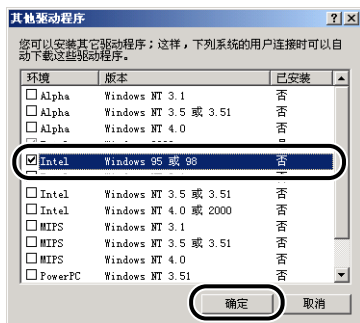 其他驱动程序
您可以安装其它驱动程序；这样，下列系统的用户连接时可以自
动下载这些驱动程序。
环境 版本 已安装
Alpha Windows NT 3.1 否
Alpha Windows NT 3.5 或 3.51 否
Alpha Windows NT 4.0 否
Intel Windows 95 或 98 否
Intel Windows NT 3.5 或 3.51 否
Intel Windows NT 4.0 或 2000 否
MIPS Windows NT 3.1 否
MIPS Windows NT 3.5 或 3.51 否
MIPS Windows NT 4.0 否
PowerPC Windows NT 3.51 否
确定 取消